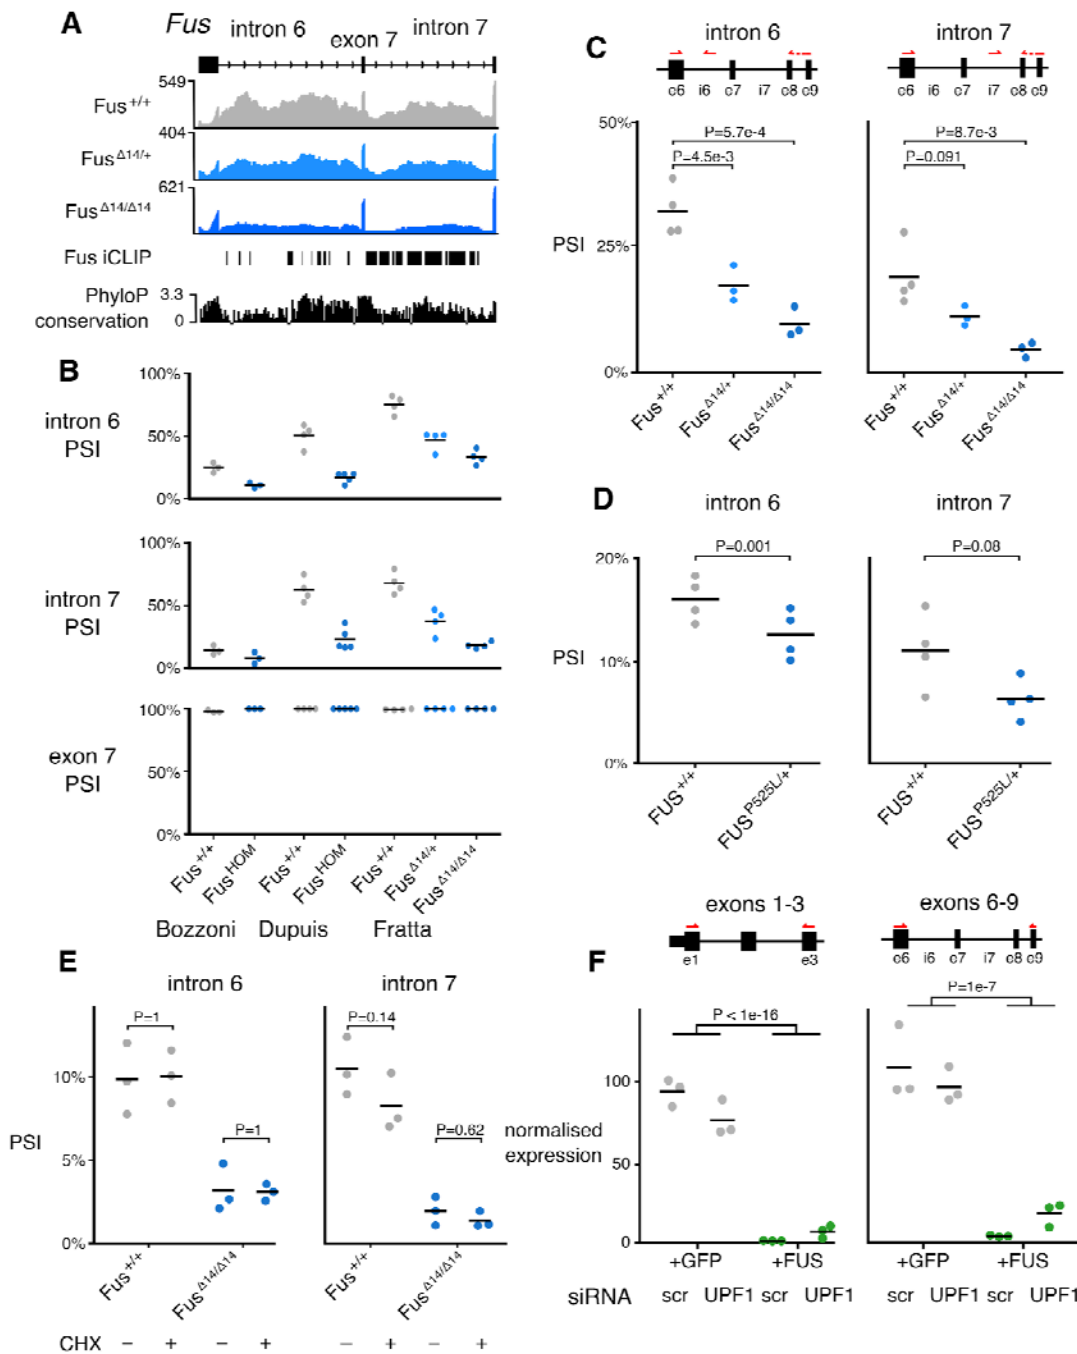 A
Fus
intron 6
exon 7
intron 7
549
Fus+/+
404
FusΔ14/+
621
FusΔ14/Δ14
Fus iCLIP
PhyloP
conservation
3.3
0
B
100%
intron 6
PSI
50%
0%
100%
intron 7
PSI
50%
0%
100%
exon 7
PSI
50%
0%
Fus+/+
FusHOM
Fus+/+
FusHOM
Fus+/+
FusΔ14/+
FusΔ14/Δ14
Bozzoni
Dupuis
Fratta
C
intron 6
intron 7
e6 i6 e7 i7 e8 e9
e6 i6 e7 i7 e8 e9
50%
P=5.7e-4
P=4.5e-3
P=8.7e-3
P=0.091
PSI
25%
0%
Fus+/+
FusΔ14/+
FusΔ14/Δ14
Fus+/+
FusΔ14/+
FusΔ14/Δ14
D
intron 6
intron 7
20%
P=0.001
P=0.08
PSI
10%
0%
FUS+/+
FUSP525L/+
FUS+/+
FUSP525L/+
E
intron 6
intron 7
P=1
P=0.14
10%
P=1
P=0.62
PSI
5%
0%
Fus+/+
FusΔ14/Δ14
Fus+/+
FusΔ14/Δ14
CHX − + − + − + − +
F
exons 1-3
exons 6-9
e1 e3
e6 i6 e7 i7 e8 e9
P < 1e-16
P=1e-7
100
normalised
expression
50
0
+GFP +FUS +GFP +FUS
siRNA scr UPF1 scr UPF1 scr UPF1 scr UPF1